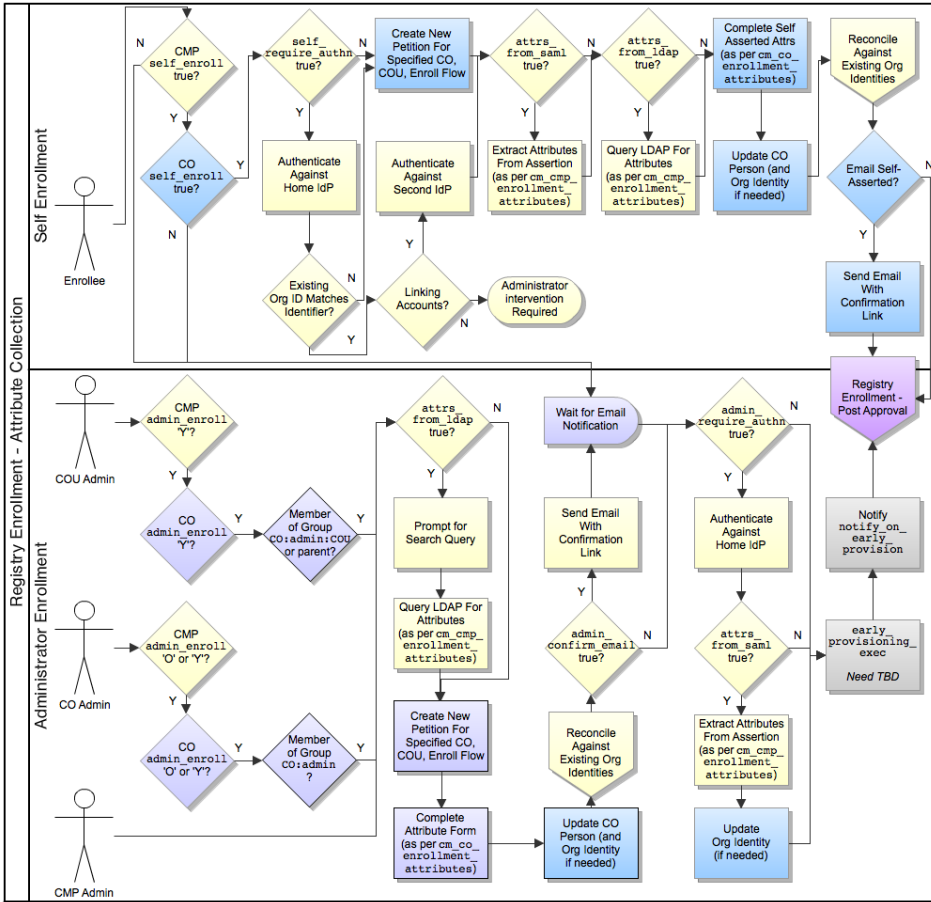 Registry Enrollment - Attribute Collection
Self Enrollment
Enrollee
N
CMP
self_enroll
true?
Y
CO
self_enroll
true?
Y
N
self_
require_authn
true?
N
Y
Authenticate
Against
Home IdP
Existing
Org ID Matches
Identifier?
N
Y
Create New
Petition For
Specified CO,
COU, Enroll Flow
Authenticate
Against
Second IdP
Y
Linking
Accounts?
N
Administrator
intervention
Required
attrs_
from_saml
true?
N
Y
Extract Attributes
From Assertion
(as per cm_cmp_
enrollment_
attributes)
attrs_
from_ldap
true?
N
Y
Query LDAP For
Attributes
(as per cm_cmp_
enrollment_
attributes)
Complete Self
Asserted Attrs
(as per cm_co_
enrollment_
attributes)
Update CO
Person (and
Org Identity
if needed)
Reconcile
Against
Existing Org
Identities
Email Self-
Asserted?
N
Y
Send Email
With
Confirmation
Link
Registry
Enrollment -
Post Approval
Administrator Enrollment
COU Admin
CMP
admin_enroll
'Y'?
Y
CO
admin_enroll
'Y'?
Y
Member
of Group
CO:admin:COU
or parent?
Y
CO Admin
CMP
admin_enroll
'O' or 'Y'?
Y
CO
admin_enroll
'O' or 'Y'?
Y
Member
of Group
CO:admin
?
Y
CMP Admin
attrs_
from_ldap
true?
N
Y
Prompt for
Search Query
Query LDAP For
Attributes
(as per cm_cmp_
enrollment_
attributes)
Create New
Petition For
Specified CO,
COU, Enroll Flow
Complete
Attribute Form
(as per cm_co_
enrollment_
attributes)
Wait for Email
Notification
Send Email
With
Confirmation
Link
Y
admin_
confirm_email
true?
N
Reconcile
Against
Existing Org
Identities
Update CO
Person (and
Org Identity
if needed)
admin_
require_authn
true?
N
Y
Authenticate
Against
Home IdP
attrs_
from_saml
true?
N
Y
Extract Attributes
From Assertion
(as per cm_cmp_
enrollment_
attributes)
Update
Org Identity
(if needed)
Notify
notify_on_
early_
provision
early_
provisioning_
exec
Need TBD